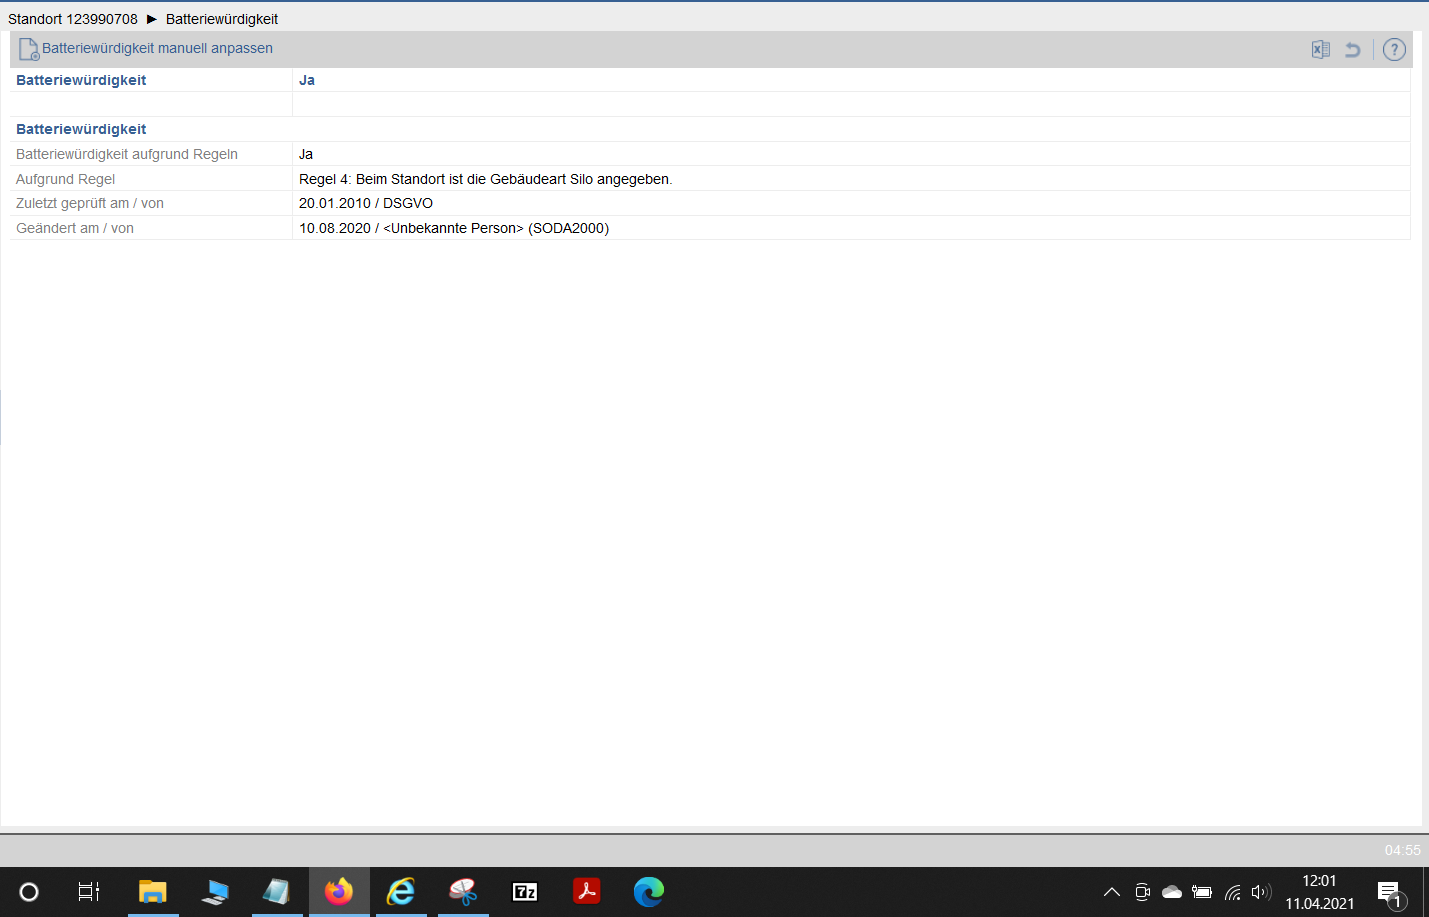 Standort 123990708 ► Batteriewürdigkeit
Batteriewürdigkeit manuell anpassen
Batteriewürdigkeit Ja
Batteriewürdigkeit
Batteriewürdigkeit aufgrund Regeln Ja
Aufgrund Regel Regel 4: Beim Standort ist die Gebäudeart Silo angegeben.
Zuletzt geprüft am / von 20.01.2010 / DSGVO
Geändert am / von 10.08.2020 / <Unbekannte Person> (SODA2000)
04:55
7z
12:01
11.04.2021
1